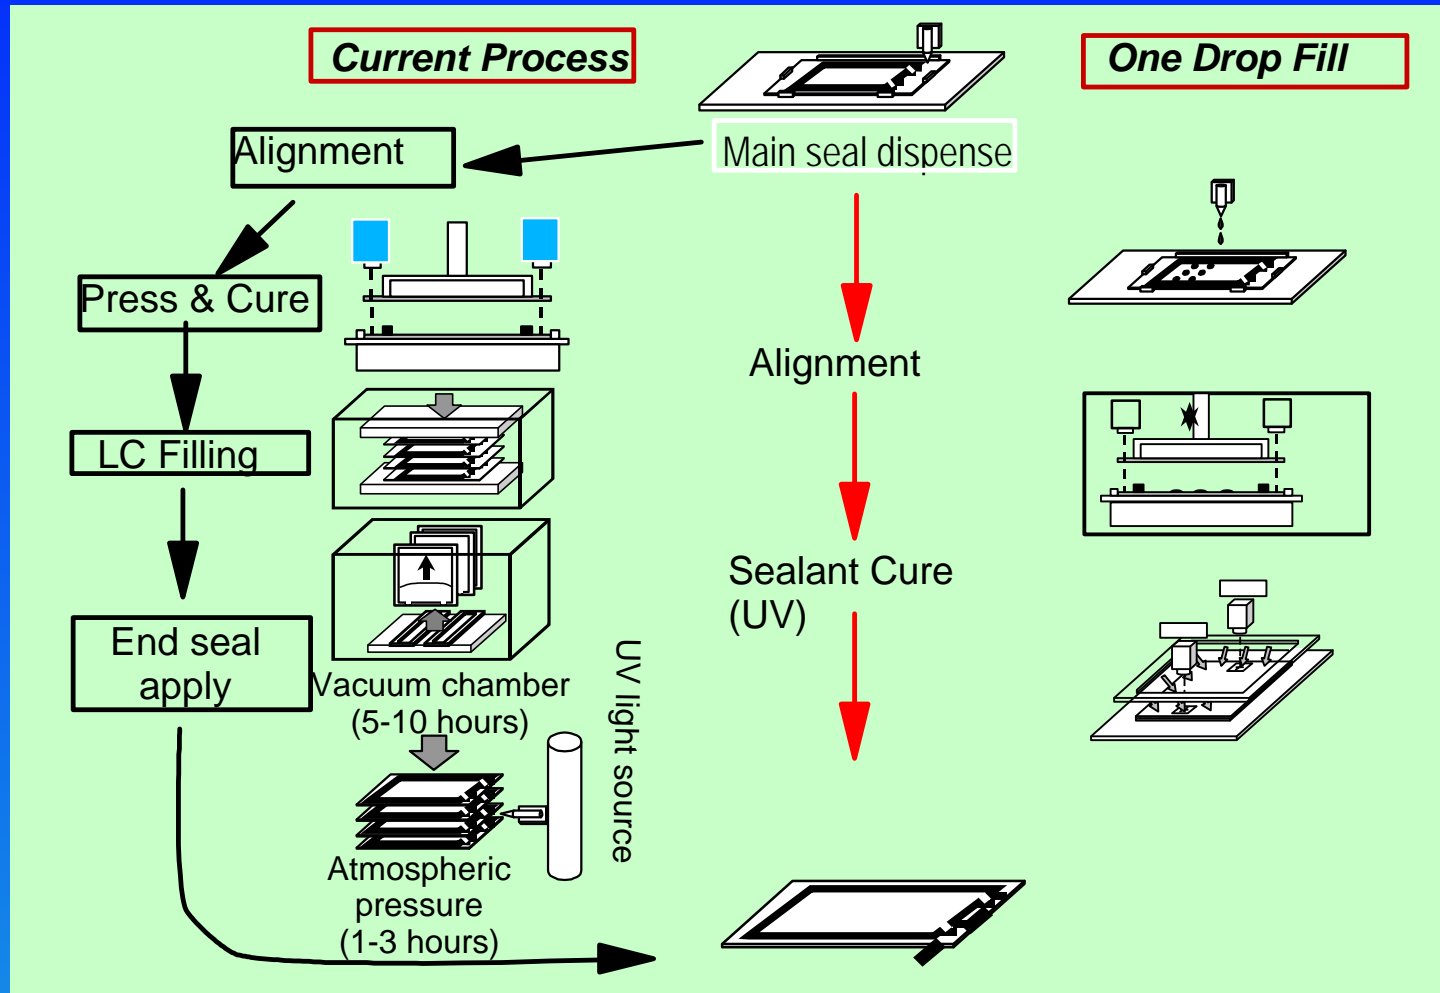 Current Process
One Drop Fill
Main seal dispense
Alignment
Press & Cure
LC Filling
End seal
apply
Vacuum chamber
(5-10 hours)
UV light source
Atmospheric
pressure
(1-3 hours)
Alignment
Sealant Cure
(UV)